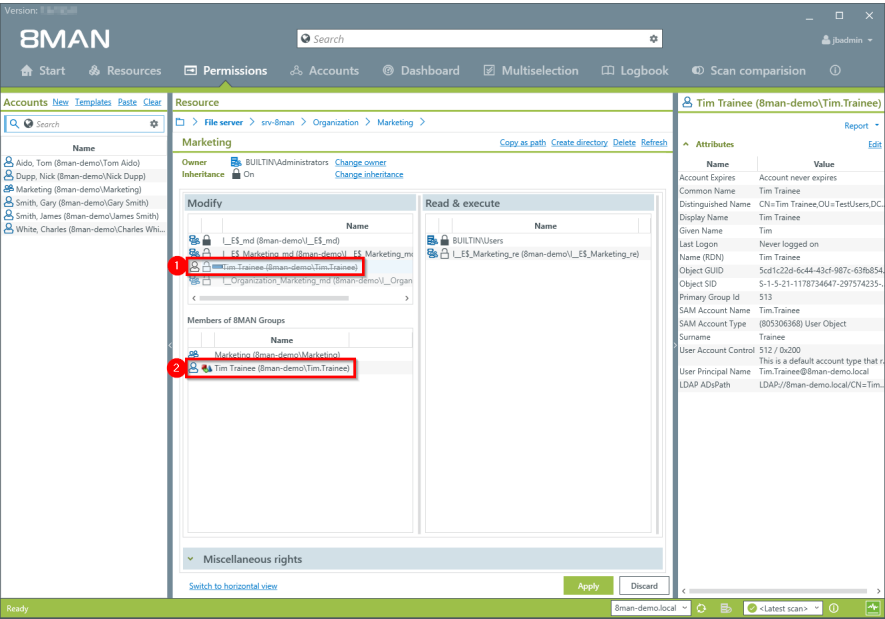 Version:
8MAN
Search
jbadmin
Start
Resources
Permissions
Accounts
Dashboard
Multiselection
Logbook
Scan comparision
Accounts New Templates Paste Clear
Search
Name
Aido, Tom (8man-demo\Tom Aido)
Dupp, Nick (8man-demo\Nick Dupp)
Marketing (8man-demo\Marketing)
Smith, Gary (8man-demo\Gary Smith)
Smith, James (8man-demo\James Smith)
White, Charles (8man-demo\Charles Whi...
Resource
> File server > srv-8man > Organization > Marketing >
Marketing
Copy as path Create directory Delete Refresh
Owner BUILTIN\Administrators Change owner
Inheritance On Change inheritance
Modify
Name
l__E$_md (8man-demo\l__E$_md)
l__E$_Marketing_md (8man-demo\l__E$_Marketing_md
1
Tim Trainee (8man-demo\Tim.Trainee)
l_Organization_Marketing_md (8man-demo\l__Organ
Members of 8MAN Groups
Name
Marketing (8man-demo\Marketing)
2
Tim Trainee (8man-demo\Tim.Trainee)
Read & execute
Name
BUILTIN\Users
l__E$_Marketing_re (8man-demo\l__E$_Marketing_re)
Miscellaneous rights
Switch to horizontal view
Apply
Discard
Tim Trainee (8man-demo\Tim.Trainee)
Report
Attributes
Edit
Name Value
Account Expires Account never expires
Common Name Tim Trainee
Distinguished Name CN=Tim Trainee,OU=TestUsers,DC...
Display Name Tim Trainee
Given Name Tim
Last Logon Never logged on
Name (RDN) Tim Trainee
Object GUID 5cd1c22d-6c44-43cf-987c-63fb854.
Object SID S-1-5-21-1178734647-297574235-.
Primary Group Id 513
SAM Account Name Tim.Trainee
SAM Account Type (805306368) User Object
Surname Trainee
User Account Control 512 / 0x200
This is a default account type that r.
User Principal Name Tim.Trainee@8man-demo.local
LDAP ADsPath LDAP://8man-demo.local/CN=Tim...
Ready
8man-demo.local
<Latest scan>